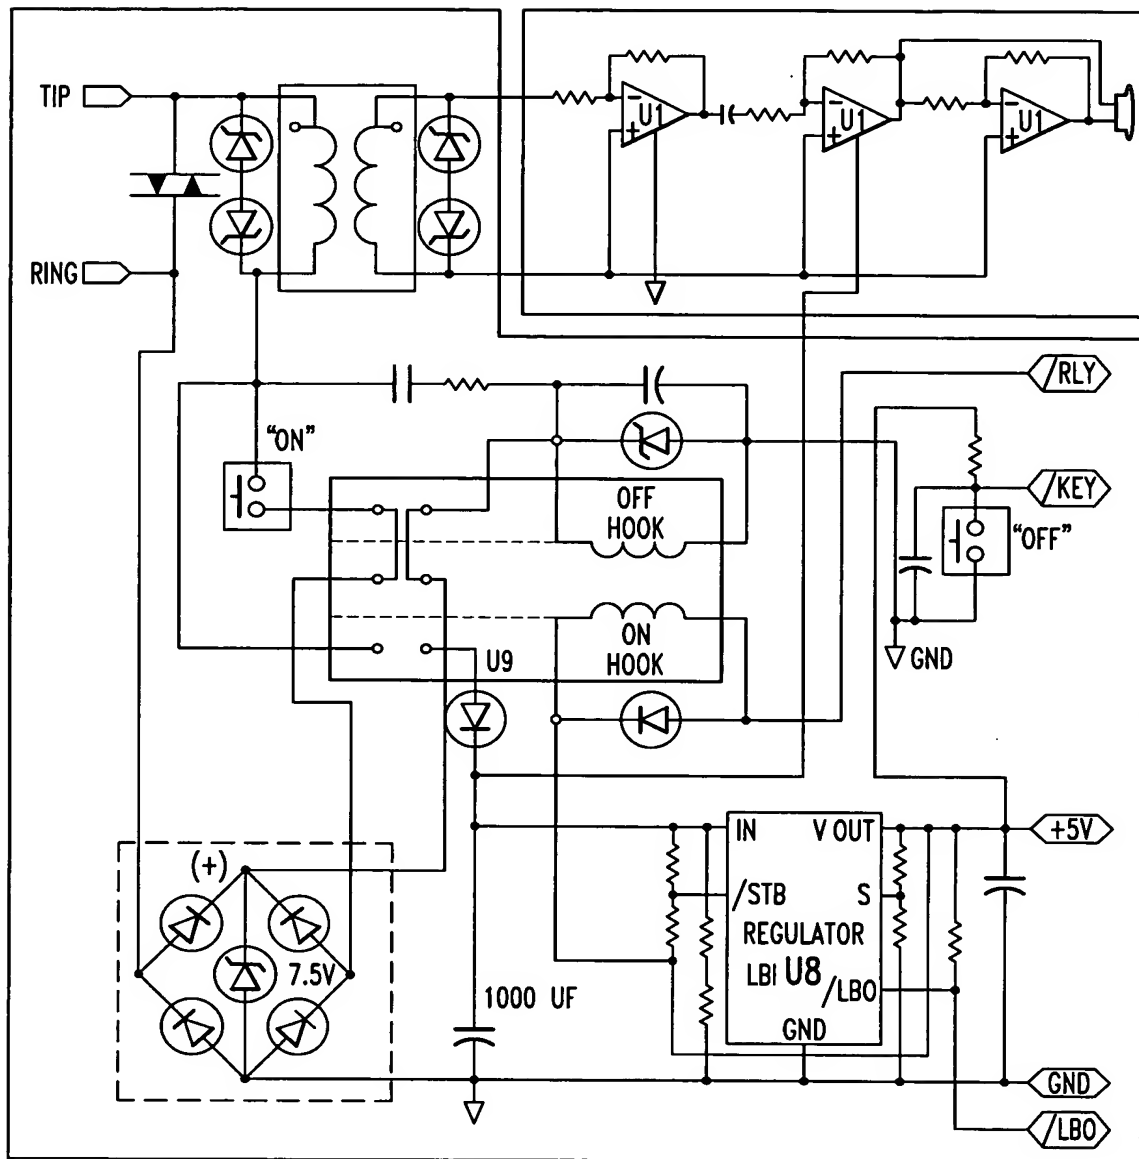 TIP
U1
U1
U1
RING
/RLY
"ON"
/KEY
OFF
HOOK
"OFF"
ON
HOOK
U9
GND
IN
V OUT
+5V
(+)
/STB
S
REGULATOR
7.5V
LBI U8
1000 UF
/LBO
GND
GND
/LBO